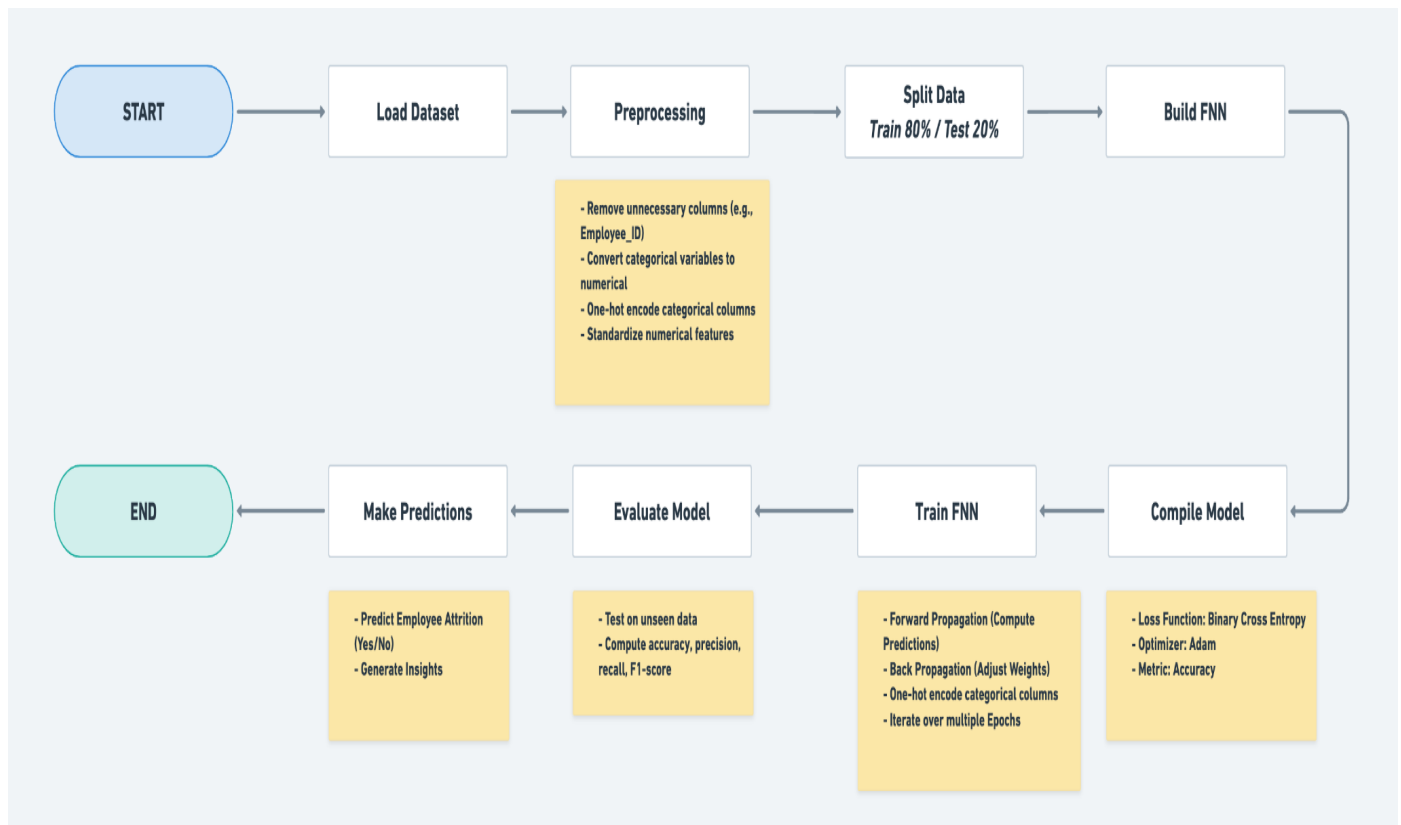 START
Load Dataset
Preprocessing
Split Data
Train 80% / Test 20%
Build FNN
- Remove unnecessary columns (e.g.,
Employee_ID)
- Convert categorical variables to
numerical
- One-hot encode categorical columns
- Standardize numerical features
END
Make Predictions
Evaluate Model
Train FNN
Compile Model
- Predict Employee Attrition
(Yes/No)
- Generate Insights
- Test on unseen data
- Compute accuracy, precision,
recall, F1-score
- Forward Propagation (Compute
Predictions)
- Back Propagation (Adjust Weights)
- One-hot encode categorical columns
- Iterate over multiple Epochs
- Loss Function: Binary Cross Entropy
- Optimizer: Adam
- Metric: Accuracy